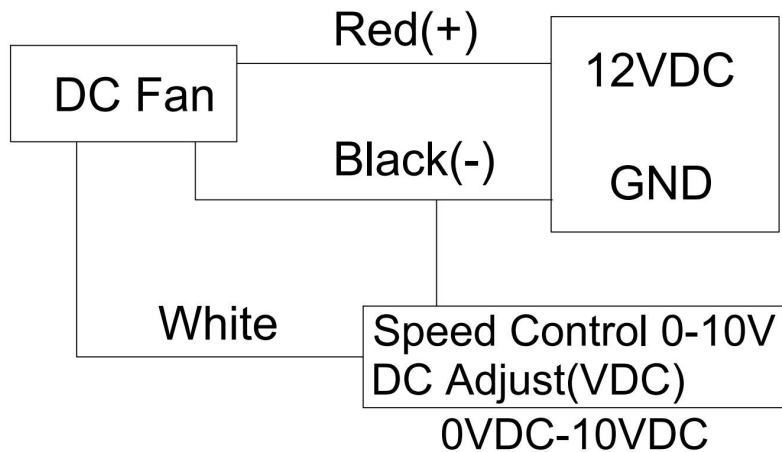 Red(+)
12VDC
DC Fan
Black(-)
GND
White
Speed Control 0-10V
DC Adjust(VDC)
0VDC-10VDC